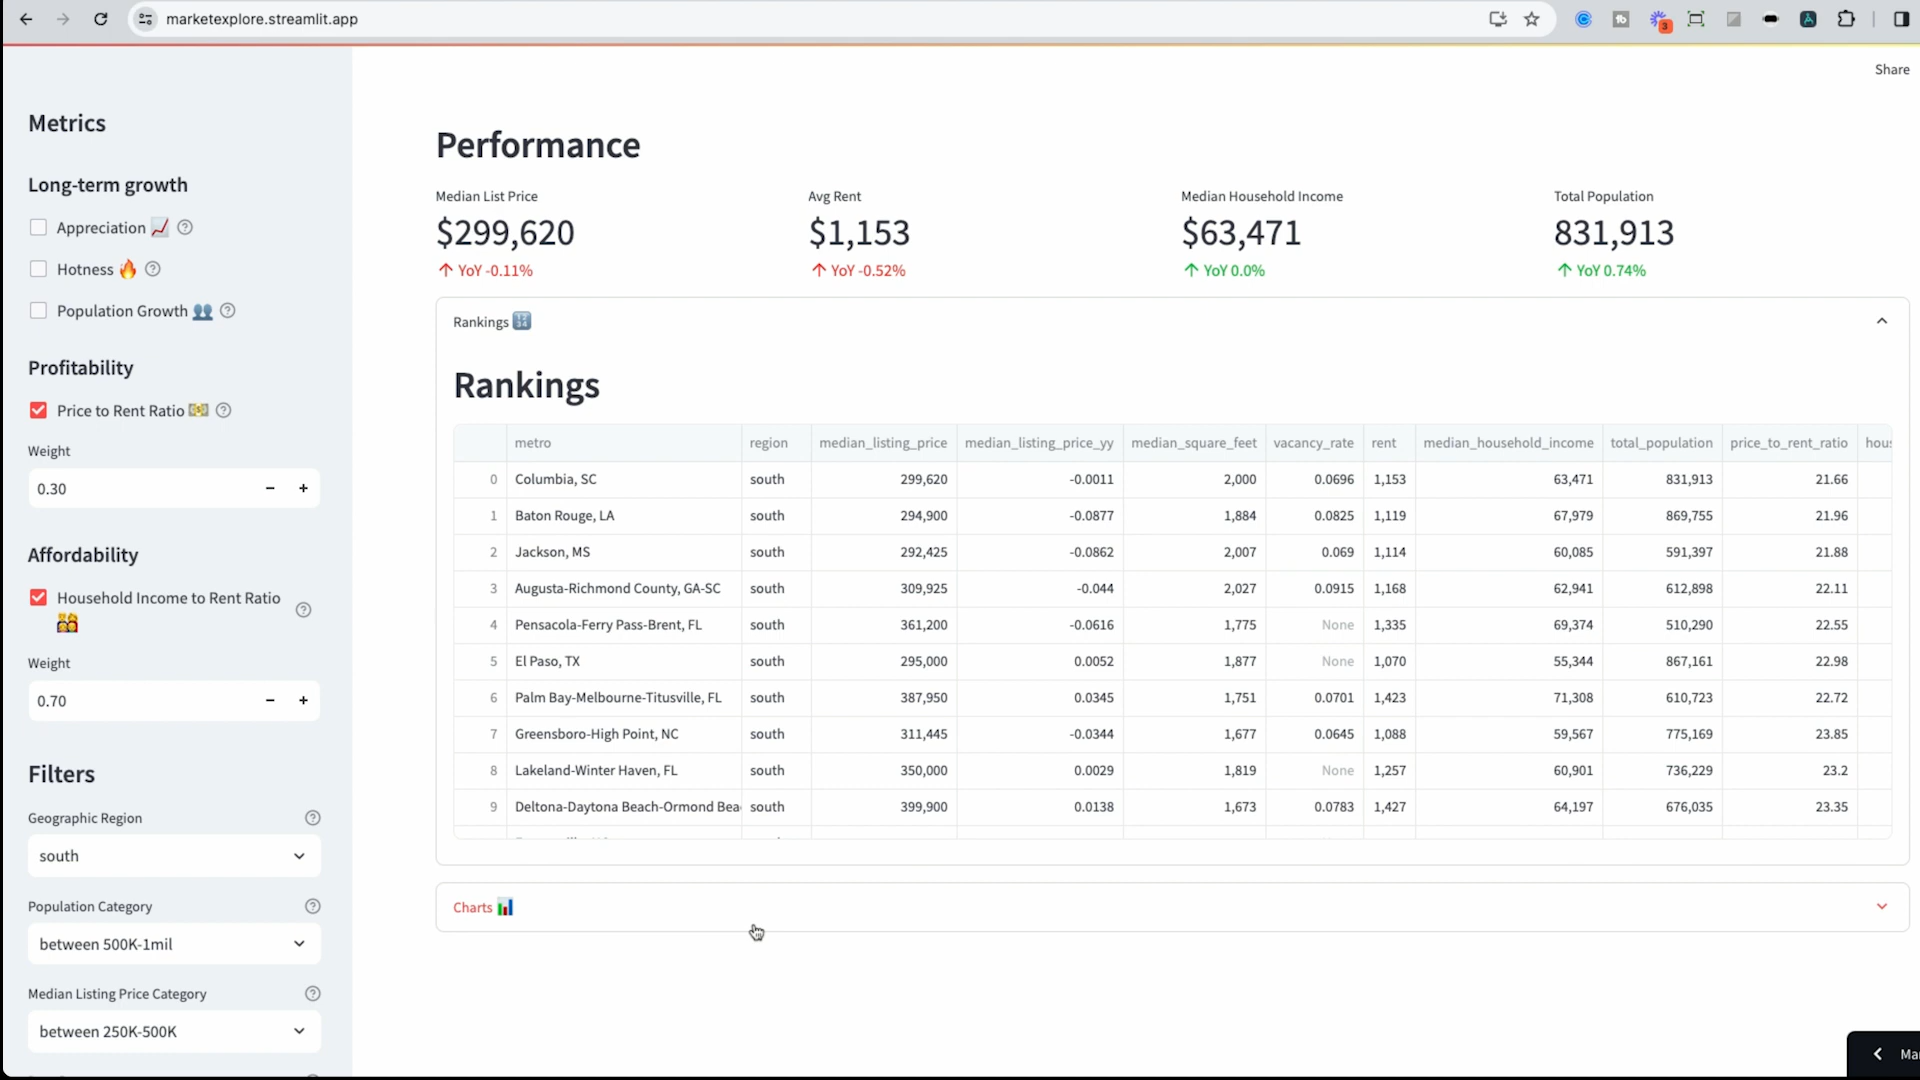 marketexplore.streamlit.app
3
Share
Metrics
Long-term growth
Appreciation 📈
Hotness 🔥
Population Growth 👥
Profitability
Price to Rent Ratio 💵
Weight
0.30
Affordability
Household Income to Rent Ratio
Weight
0.70
Filters
Geographic Region
south
Population Category
between 500K-1mil
Median Listing Price Category
between 250K-500K
Performance
Median List Price
$299,620
↑ YoY -0.11%
Avg Rent
$1,153
↑ YoY -0.52%
Median Household Income
$63,471
↑ YoY 0.0%
Total Population
831,913
↑ YoY 0.74%
Rankings 🔢
Rankings
metro region median_listing_price median_listing_price_yy median_square_feet vacancy_rate rent median_household_income total_population price_to_rent_ratio hou
0 Columbia, SC south 299,620 -0.0011 2,000 0.0696 1,153 63,471 831,913 21.66
1 Baton Rouge, LA south 294,900 -0.0877 1,884 0.0825 1,119 67,979 869,755 21.96
2 Jackson, MS south 292,425 -0.0862 2,007 0.069 1,114 60,085 591,397 21.88
3 Augusta-Richmond County, GA-SC south 309,925 -0.044 2,027 0.0915 1,168 62,941 612,898 22.11
4 Pensacola-Ferry Pass-Brent, FL south 361,200 -0.0616 1,775 None 1,335 69,374 510,290 22.55
5 El Paso, TX south 295,000 0.0052 1,877 None 1,070 55,344 867,161 22.98
6 Palm Bay-Melbourne-Titusville, FL south 387,950 0.0345 1,751 0.0701 1,423 71,308 610,723 22.72
7 Greensboro-High Point, NC south 311,445 -0.0344 1,677 0.0645 1,088 59,567 775,169 23.85
8 Lakeland-Winter Haven, FL south 350,000 0.0029 1,819 None 1,257 60,901 736,229 23.2
9 Deltona-Daytona Beach-Ormond Bea south 399,900 0.0138 1,673 0.0783 1,427 64,197 676,035 23.35
Charts 📊
Ma